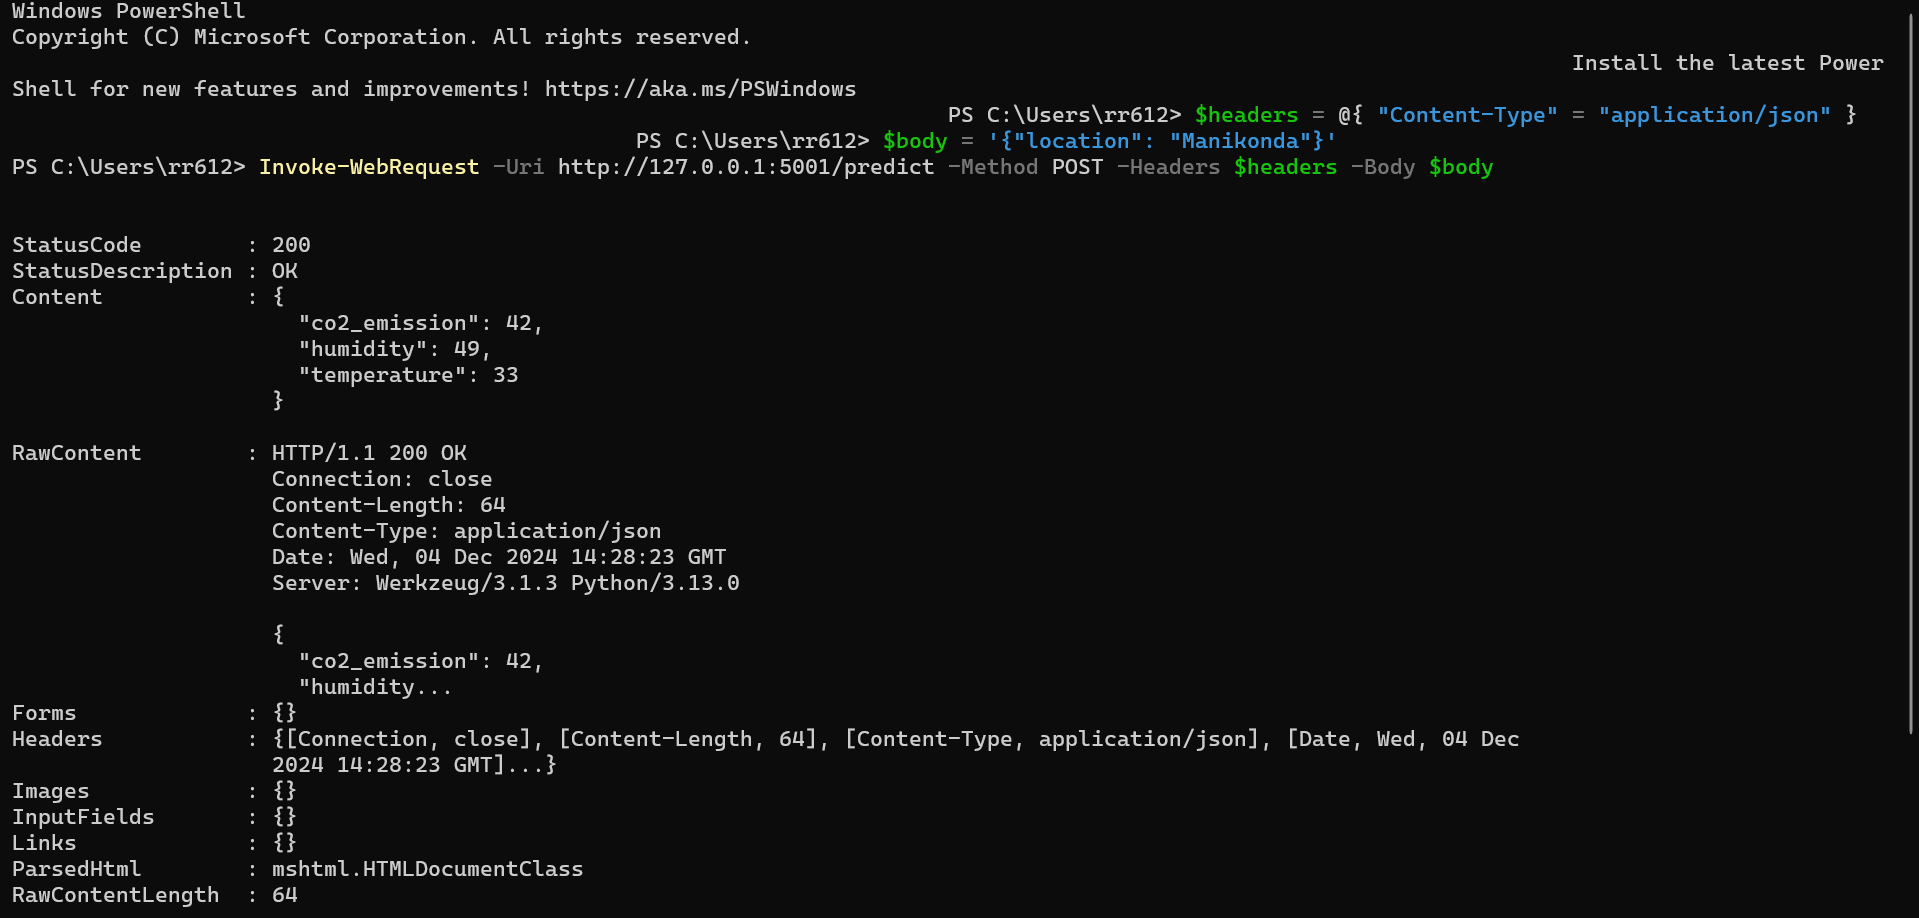 Windows PowerShell
Copyright (C) Microsoft Corporation. All rights reserved.
Install the latest Power
Shell for new features and improvements! https://aka.ms/PSWindows
PS C:\Users\rr612> $headers = @{ "Content-Type" = "application/json" }
PS C:\Users\rr612> $body = '{"location": "Manikonda"}'
PS C:\Users\rr612> Invoke-WebRequest -Uri http://127.0.0.1:5001/predict -Method POST -Headers $headers -Body $body
StatusCode        : 200
StatusDescription : OK
Content           : {
                      "co2_emission": 42,
                      "humidity": 49,
                      "temperature": 33
                    }
RawContent        : HTTP/1.1 200 OK
                    Connection: close
                    Content-Length: 64
                    Content-Type: application/json
                    Date: Wed, 04 Dec 2024 14:28:23 GMT
                    Server: Werkzeug/3.1.3 Python/3.13.0
                    {
                      "co2_emission": 42,
                      "humidity...
Forms             : {}
Headers           : {[Connection, close], [Content-Length, 64], [Content-Type, application/json], [Date, Wed, 04 Dec
                    2024 14:28:23 GMT]...}
Images            : {}
InputFields       : {}
Links             : {}
ParsedHtml        : mshtml.HTMLDocumentClass
RawContentLength  : 64